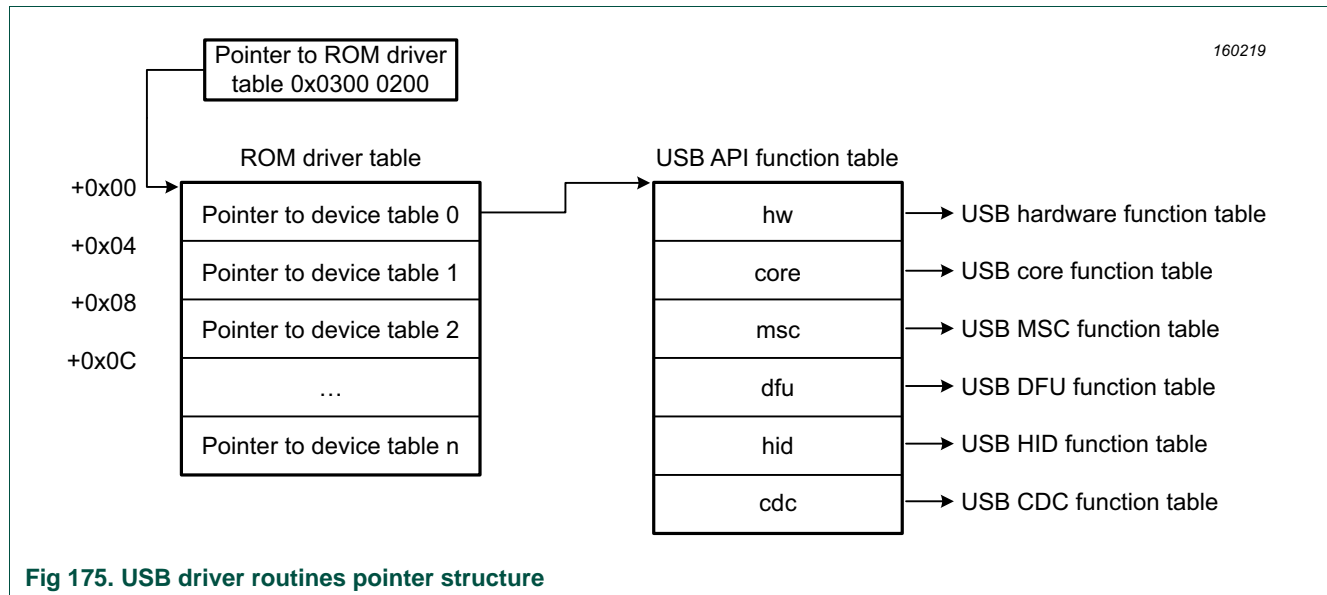 160219
Pointer to ROM driver
table 0x0300 0200
ROM driver table
USB API function table
+0x00
+0x04
+0x08
+0x0C
Pointer to device table 0
Pointer to device table 1
Pointer to device table 2
…
Pointer to device table n
hw
core
msc
dfu
hid
cdc
USB hardware function table
USB core function table
USB MSC function table
USB DFU function table
USB HID function table
USB CDC function table
Fig 175. USB driver routines pointer structure